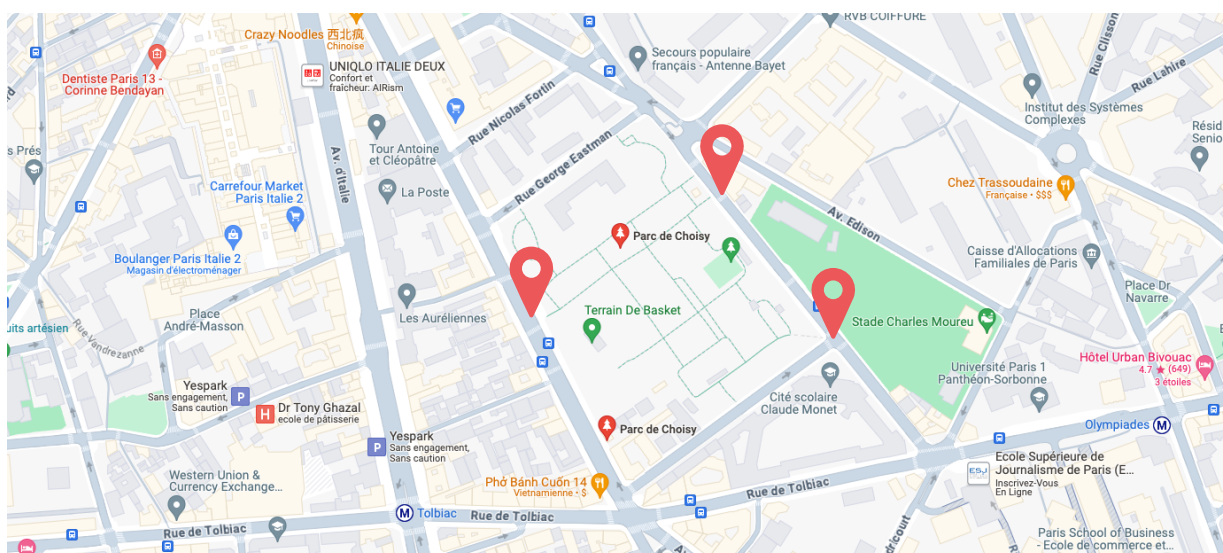 RVB COIFFURE
Crazy Noodles 西北疯
Chinoise
Secours populaire
français - Antenne Bayet
Rue Clisson
Rue Lahire
Dentiste Paris 13 -
Corinne Bendayan
UNIQLO ITALIE DEUX
Confort et
fraîcheur: AIRism
Rue Nicolas Fortin
Institut des Systèmes
Complexes
Résid
Senio
s Prés
Av. d'Italie
Tour Antoine
et Cléopâtre
Rue George Eastman
La Poste
Carrefour Market
Paris Italie 2
Chez Trassoudaine
Française • $$$
Av. Edison
Parc de Choisy
Boulanger Paris Italie 2
Magasin d'électroménager
Caisse d'Allocations
Familiales de Paris
Place Dr
Navarre
Place
André-Masson
Les Auréliennes
Terrain De Basket
Stade Charles Moureu
uits artésien
Rue Vandrezanne
Hôtel Urban Bivouac
4.7 ★ (649)
3 étoiles
Université Paris 1
Panthéon-Sorbonne
Yespark
Sans engagement,
Sans caution
P
Cité scolaire
Claude Monet
H
Dr Tony Ghazal
ecole de pâtisserie
Olympiades M
Parc de Choisy
P
Yespark
Sans engagement,
Sans caution
ESJ
Ecole Supérieure de
Journalisme de Paris (E...
Inscrivez-Vous
En Ligne
Western Union &
Currency Exchange...
Phở Bánh Cuốn 14
Vietnamienne • $
Rue de Tolbiac
M Tolbiac
Rue de Tolbiac
Rue de Tolbiac
dricourt
Paris School of Business
- Ecole de commerce et...